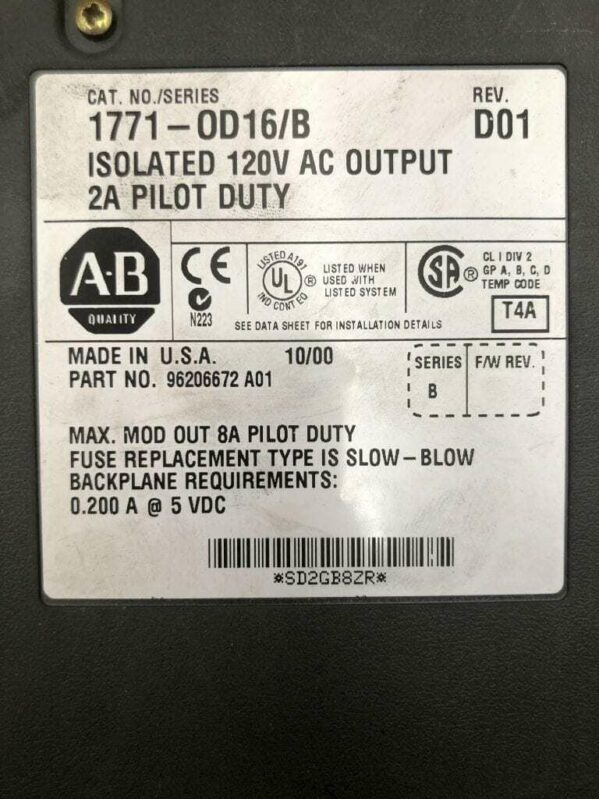 CAT. NO./SERIES
REV.
1771-OD16/B
D01
ISOLATED 120V AC OUTPUT
2A PILOT DUTY
A·B
QUALITY
CE
N223
LISTED A197
UL ®
IND CONT EQ
LISTED WHEN
USED WITH
LISTED SYSTEM
SA ®
CL I DIV 2
GP A, B, C, D
TEMP CODE
T4A
SEE DATA SHEET FOR INSTALLATION DETAILS
MADE IN U.S.A. 10/00
PART NO. 96206672 A01
SERIES
B
F/W REV.
MAX. MOD OUT 8A PILOT DUTY
FUSE REPLACEMENT TYPE IS SLOW-BLOW
BACKPLANE REQUIREMENTS:
0.200 A @ 5 VDC
*SD2GB8ZR*